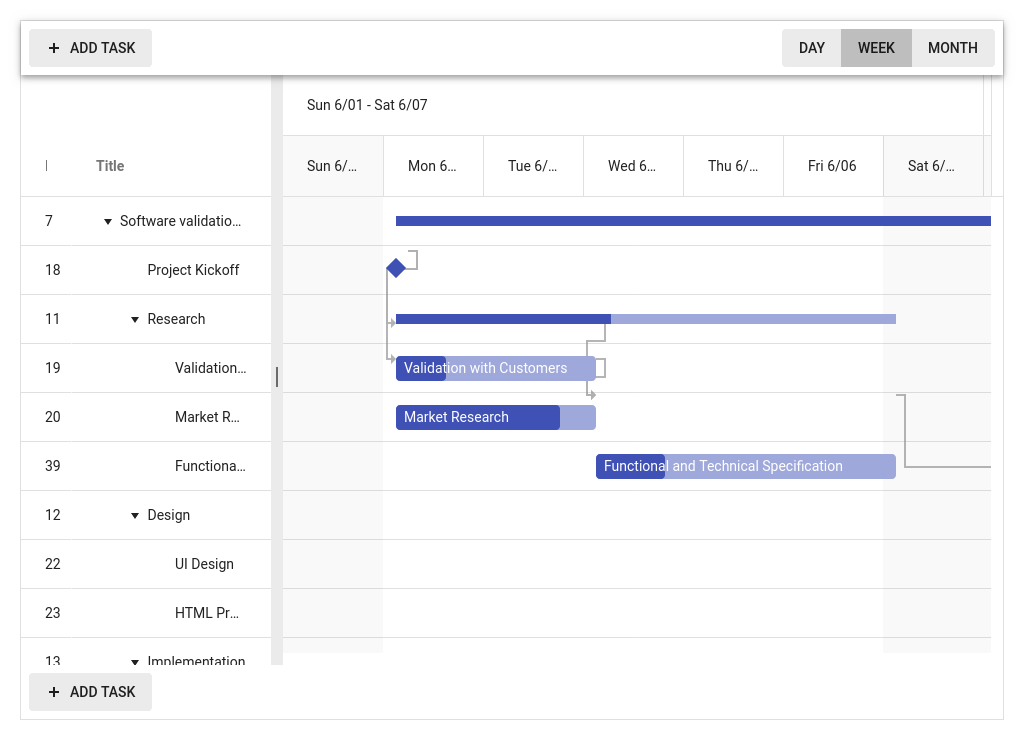 ADD TASK
DAY WEEK MONTH
Sun 6/01 - Sat 6/07
I Title
Sun 6/… Mon 6… Tue 6/… Wed 6… Thu 6/… Fri 6/06 Sat 6/…
7 Software validatio…
18 Project Kickoff
11 Research
19 Validation… Validation with Customers
20 Market R… Market Research
39 Functiona… Functional and Technical Specification
12 Design
22 UI Design
23 HTML Pr…
13 Implementation
ADD TASK